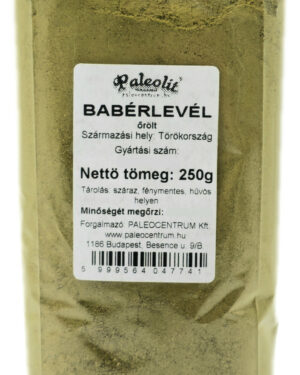 Paleolit
paleocentrum.hu
BABÉRLEVÉL
őrölt
Származási hely: Törökország
Gyártási szám:
Nettó tömeg: 250g
Tárolás: száraz, fénymentes, hűvös
helyen
Minőségét megőrzi:
Forgalmazó: PALEOCENTRUM Kft.
www.paleocentrum.hu
1186 Budapest, Besence u. 9/B.
5 999564 047741